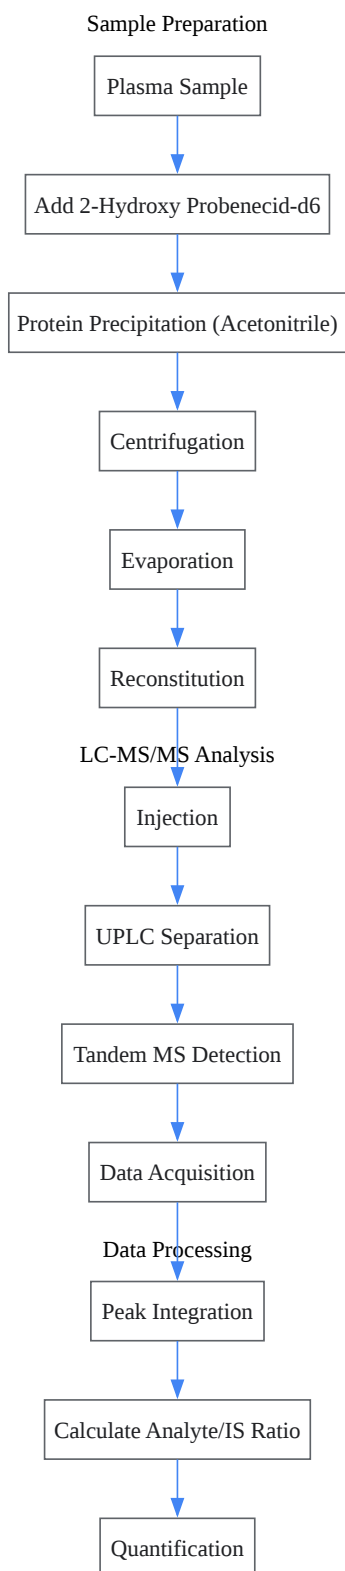 Sample Preparation
Plasma Sample
Add 2-Hydroxy Probenecid-d6
Protein Precipitation (Acetonitrile)
Centrifugation
Evaporation
Reconstitution
LC-MS/MS Analysis
Injection
UPLC Separation
Tandem MS Detection
Data Acquisition
Data Processing
Peak Integration
Calculate Analyte/IS Ratio
Quantification